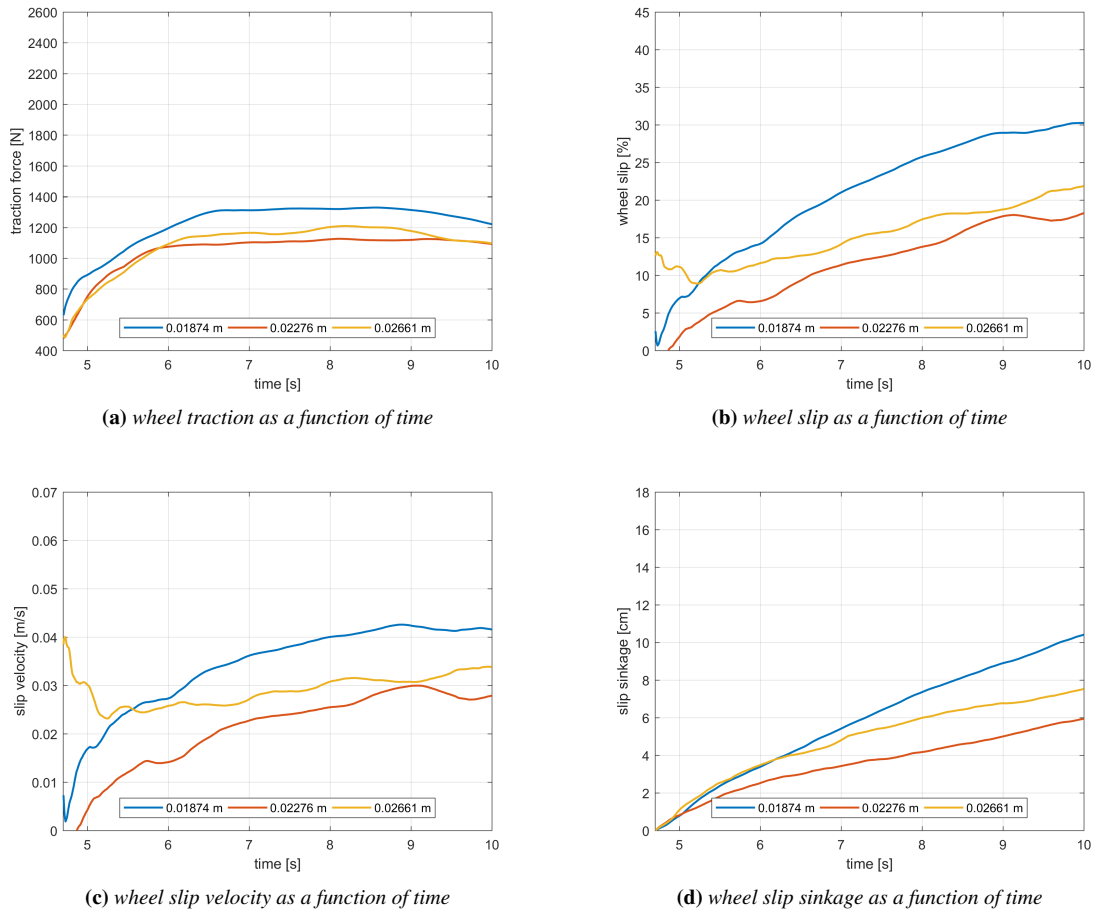 2600
2400
2200
2000
1800
1600
1400
1200
1000
800
600
400
traction force [N]
5 6 7 8 9 10
time [s]
0.01874 m 0.02276 m 0.02661 m
(a) wheel traction as a function of time
45
40
35
30
25
20
15
10
5
0
wheel slip [%]
5 6 7 8 9 10
time [s]
0.01874 m 0.02276 m 0.02661 m
(b) wheel slip as a function of time
0.07
0.06
0.05
0.04
0.03
0.02
0.01
0
slip velocity [m/s]
5 6 7 8 9 10
time [s]
0.01874 m 0.02276 m 0.02661 m
(c) wheel slip velocity as a function of time
18
16
14
12
10
8
6
4
2
0
slip sinkage [cm]
5 6 7 8 9 10
time [s]
0.01874 m 0.02276 m 0.02661 m
(d) wheel slip sinkage as a function of time